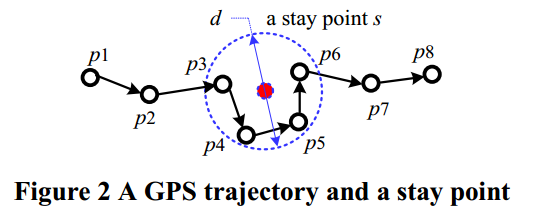 d
a stay point s
p1
p2
p3
p4
p5
p6
p7
p8
Figure 2 A GPS trajectory and a stay point